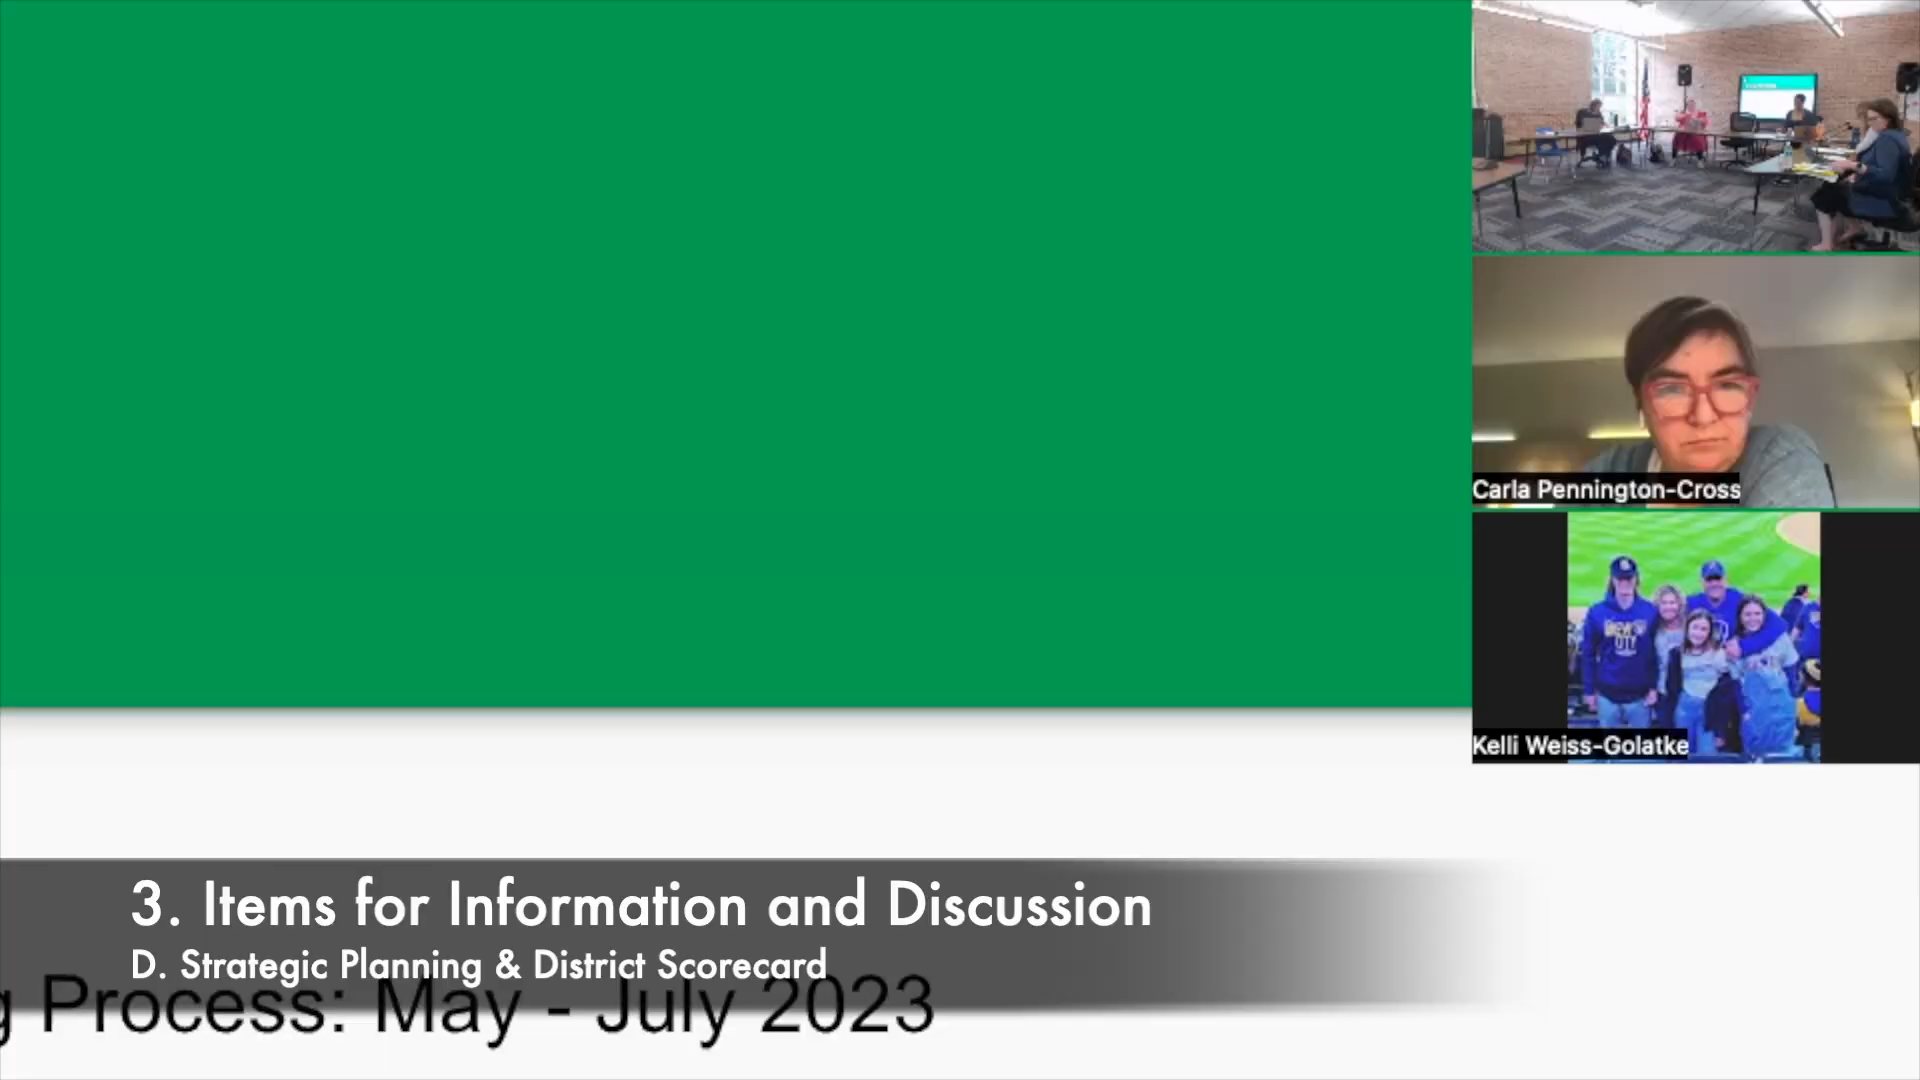 Carla Pennington-Cross
Kelli Weiss-Golatke
3. Items for Information and Discussion
D. Strategic Planning & District Scorecard
g Process: May - July 2023